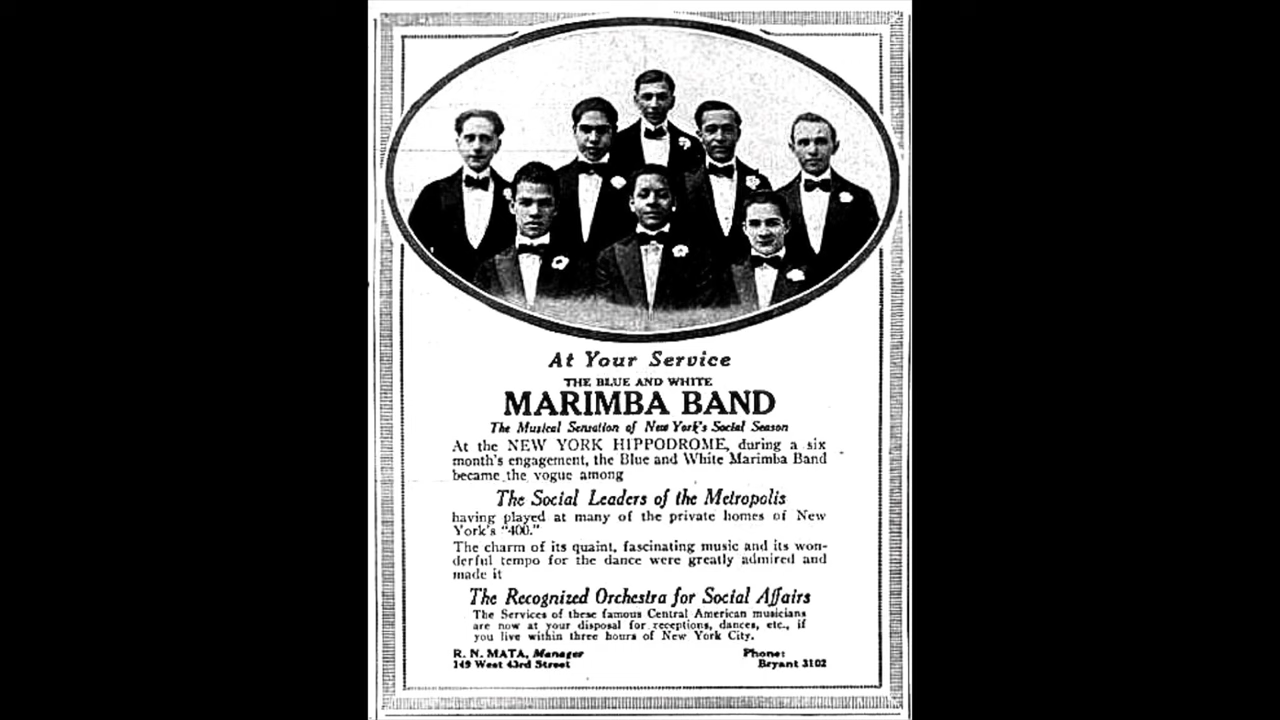 At Your Service
THE BLUE AND WHITE
MARIMBA BAND
The Musical Sensation of New York's Social Season
At the NEW YORK HIPPODROME, during a six
month's engagement, the Blue and White Marimba Band
became the vogue among
The Social Leaders of the Metropolis
having played at many of the private homes of New
York's "400."
The charm of its quaint, fascinating music and its won-
derful tempo for the dance were greatly admired and
made it
The Recognized Orchestra for Social Affairs
The Services of these famous Central American musicians
are now at your disposal for receptions, dances, etc., if
you live within three hours of New York City.
R. N. MATA, Manager
149 West 43rd Street
Phone:
Bryant 3102